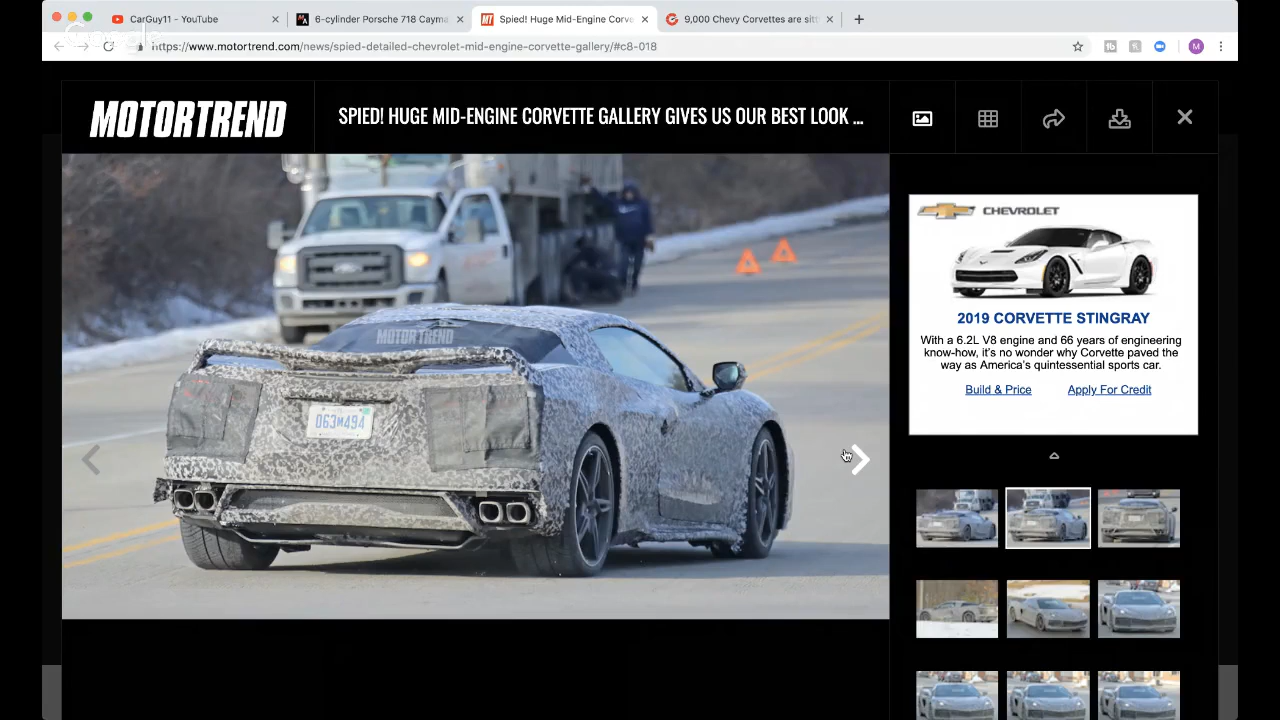 CarGuy11 - YouTube
6-cylinder Porsche 718 Cayma
Spied! Huge Mid-Engine Corv
9,000 Chevy Corvettes are sitt
Google
https://www.motortrend.com/news/spied-detailed-chevrolet-mid-engine-corvette-gallery/#c8-018
M
MOTORTREND
SPIED! HUGE MID-ENGINE CORVETTE GALLERY GIVES US OUR BEST LOOK ...
MOTORTREND
063M494
CHEVROLET
2019 CORVETTE STINGRAY
With a 6.2L V8 engine and 66 years of engineering
know-how, it's no wonder why Corvette paved the
way as America's quintessential sports car.
Build & Price
Apply For Credit